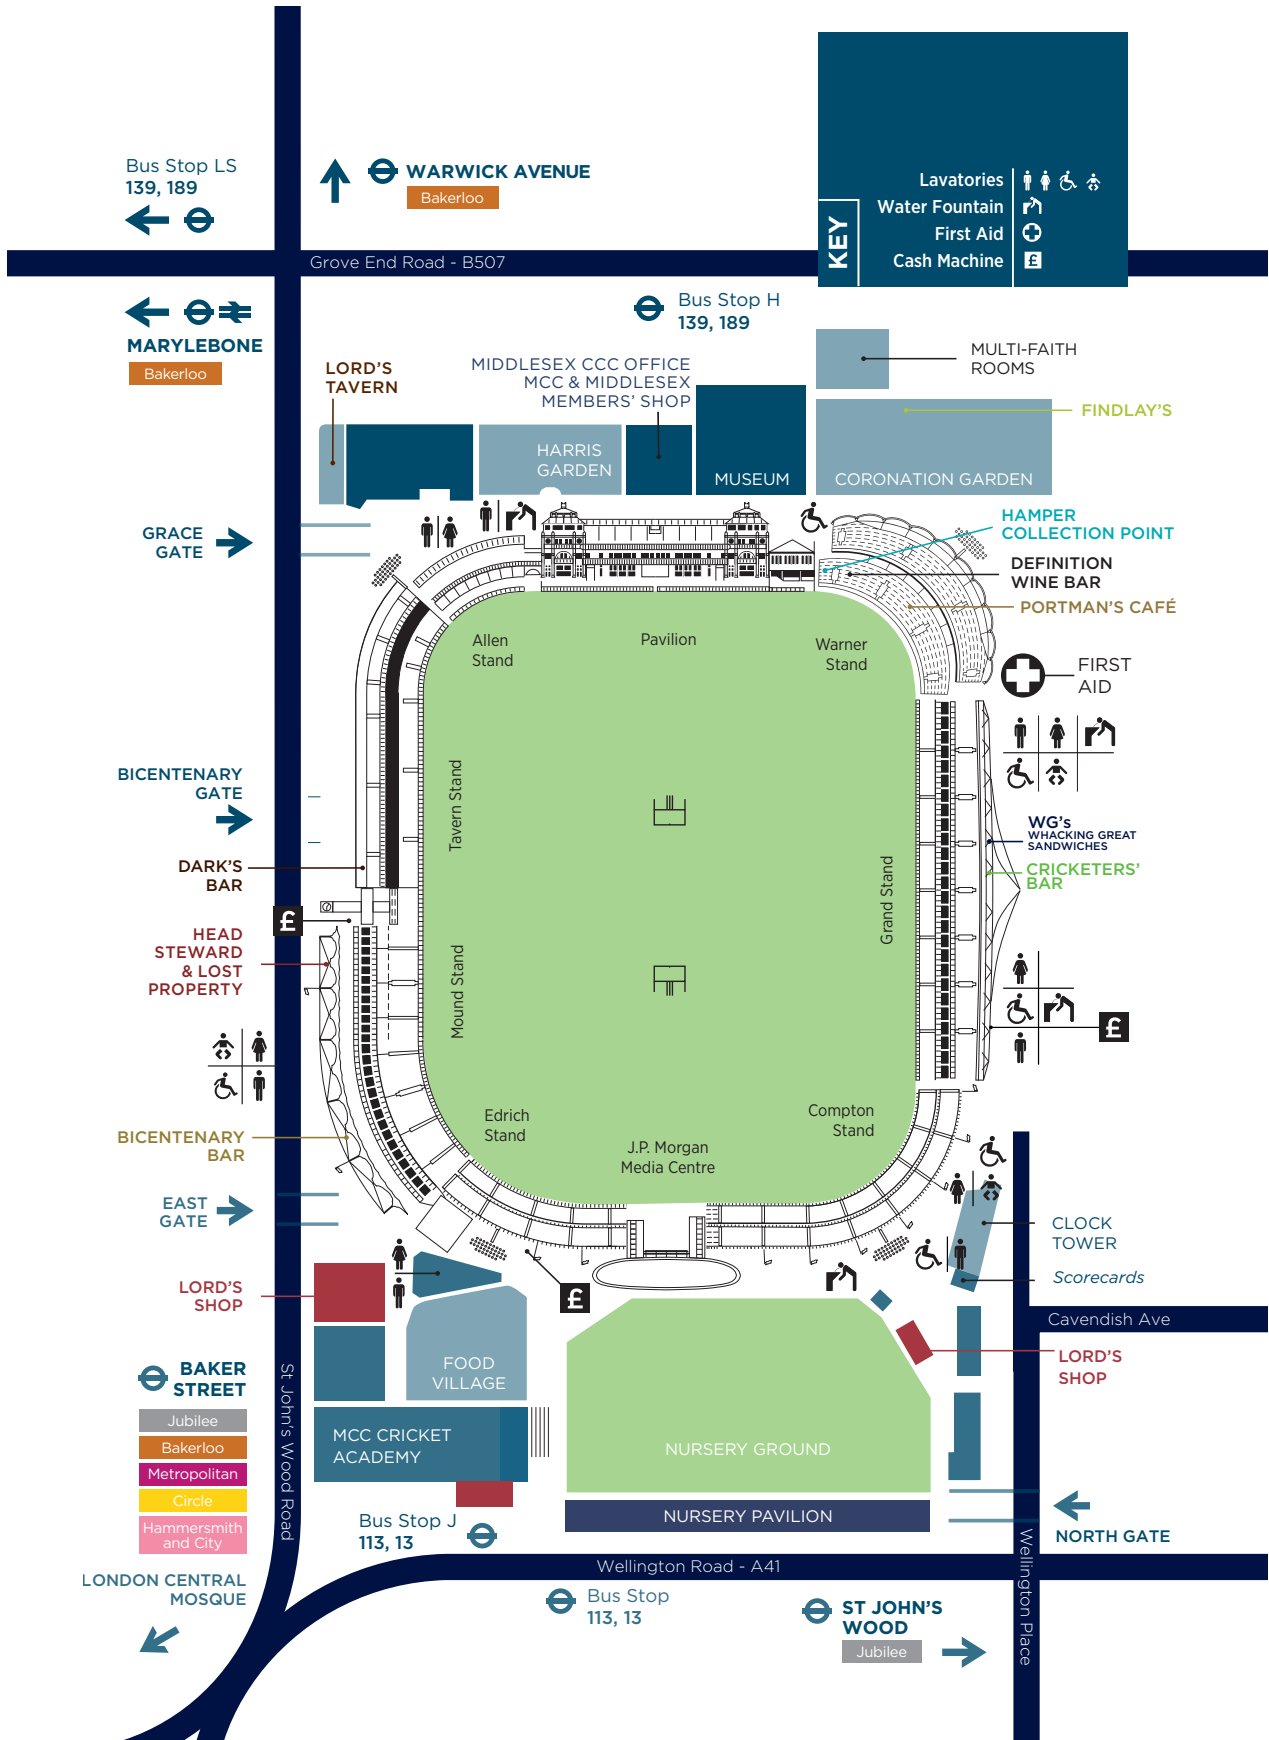 Bus Stop LS
139, 189
WARWICK AVENUE
Bakerloo
KEY
Lavatories
Water Fountain
First Aid
Cash Machine
£
Grove End Road - B507
MARYLEBONE
Bakerloo
Bus Stop H
139, 189
LORD'S
TAVERN
MIDDLESEX CCC OFFICE
MCC & MIDDLESEX
MEMBERS' SHOP
MULTI-FAITH
ROOMS
FINDLAY'S
HARRIS
GARDEN
MUSEUM
CORONATION GARDEN
GRACE
GATE
HAMPER
COLLECTION POINT
DEFINITION
WINE BAR
PORTMAN'S CAFÉ
Allen
Stand
Pavilion
Warner
Stand
FIRST
AID
BICENTENARY
GATE
Tavern Stand
WG's
WHACKING GREAT
SANDWICHES
CRICKETERS'
BAR
DARK'S
BAR
£
Grand Stand
HEAD
STEWARD
& LOST
PROPERTY
Mound Stand
£
BICENTENARY
BAR
Edrich
Stand
J.P. Morgan
Media Centre
Compton
Stand
EAST
GATE
CLOCK
TOWER
Scorecards
LORD'S
SHOP
£
Cavendish Ave
LORD'S
SHOP
FOOD
VILLAGE
BAKER
STREET
Jubilee
Bakerloo
Metropolitan
Circle
Hammersmith
and City
St John's Wood Road
MCC CRICKET
ACADEMY
NURSERY GROUND
NURSERY PAVILION
NORTH GATE
Bus Stop J
113, 13
Wellington Road - A41
Wellington Place
LONDON CENTRAL
MOSQUE
Bus Stop
113, 13
ST JOHN'S
WOOD
Jubilee